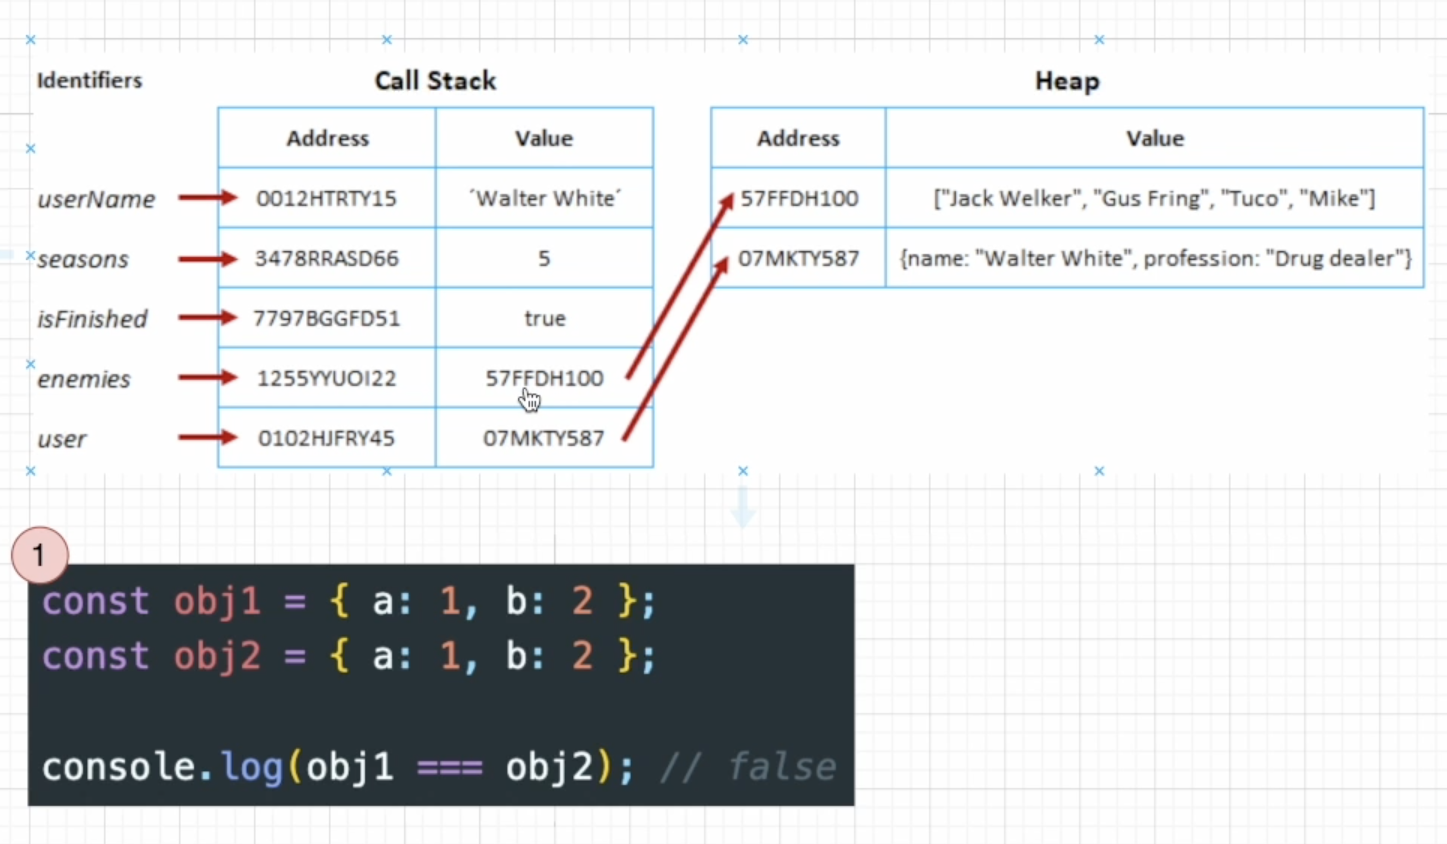 Identifiers Call Stack Heap
Address Value Address Value
userName 0012HTRTY15 ´Walter White´ 57FFDH100 ["Jack Welker", "Gus Fring", "Tuco", "Mike"]
seasons 3478RRASD66 5 07MKTY587 {name: "Walter White", profession: "Drug dealer"}
isFinished 7797BGGFD51 true
enemies 1255YYUOI22 57FFDH100
user 0102HJFRY45 07MKTY587
1
const obj1 = { a: 1, b: 2 };
const obj2 = { a: 1, b: 2 };
console.log(obj1 === obj2); // false